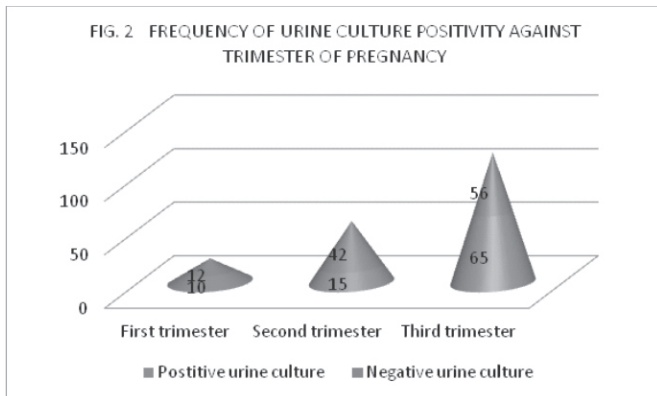 FIG. 2 FREQUENCY OF URINE CULTURE POSITIVITY AGAINST
TRIMESTER OF PREGNANCY
150
100
50
0
12
10
42
15
56
65
First trimester Second trimester Third trimester
Postitive urine culture Negative urine culture